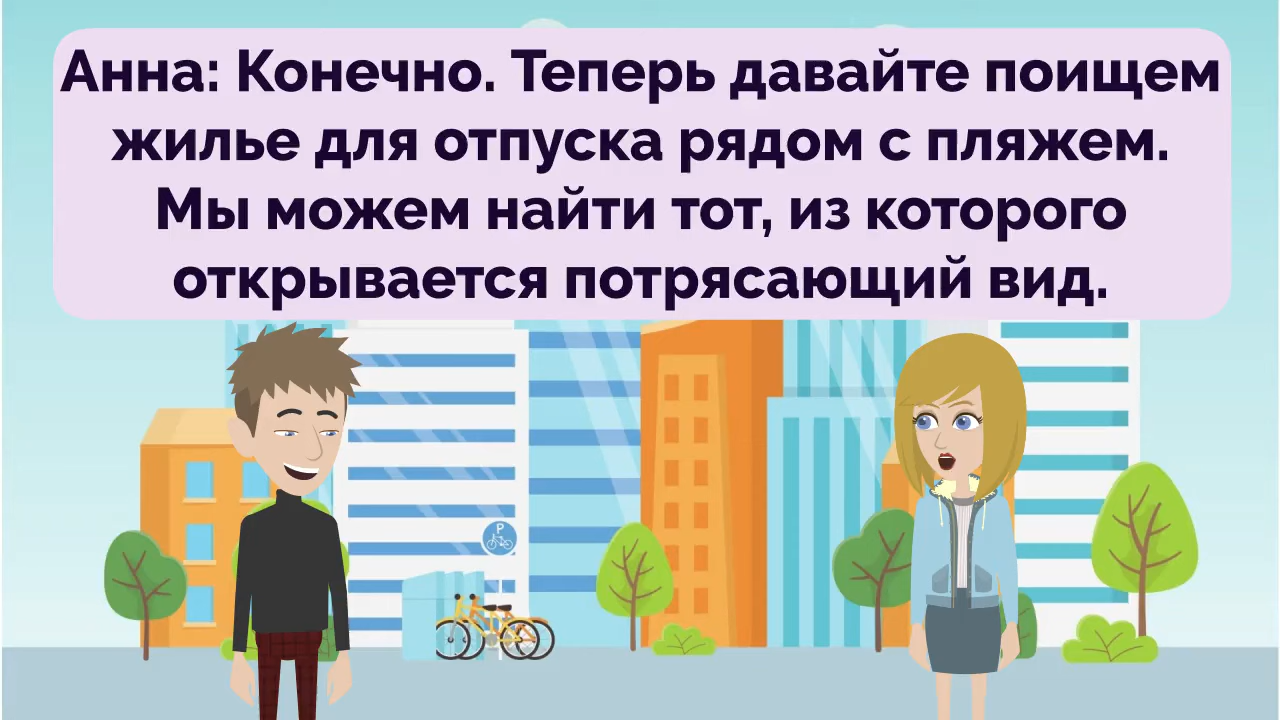 Анна: Конечно. Теперь давайте поищем
жилье для отпуска рядом с пляжем.
Мы можем найти тот, из которого
открывается потрясающий вид.
P